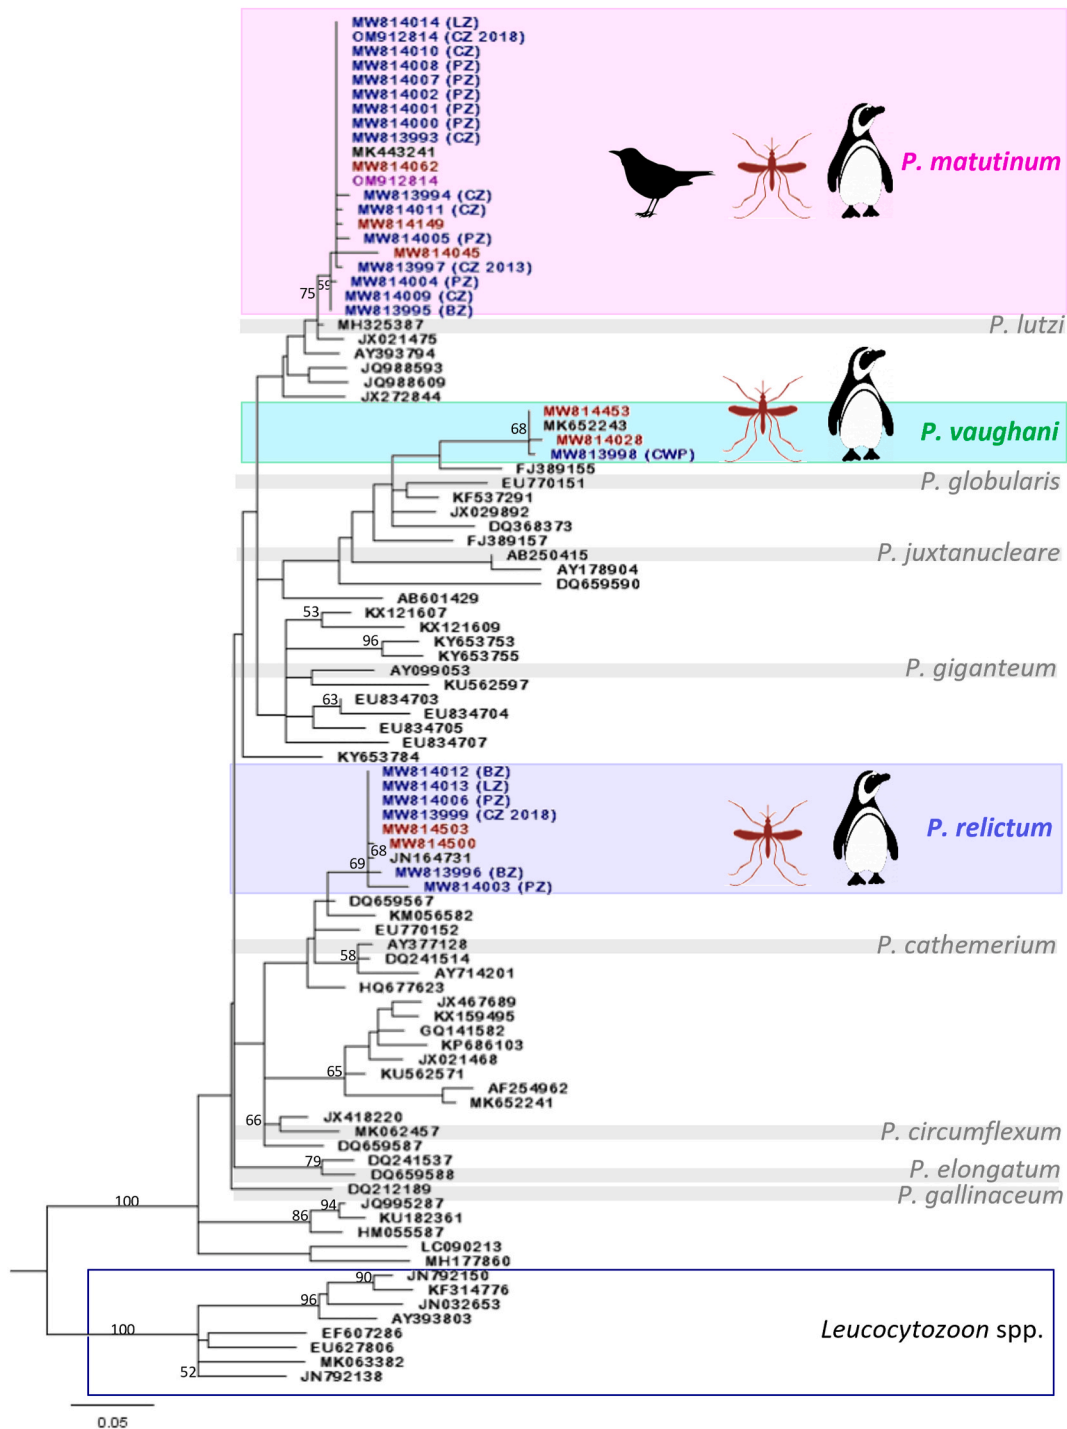 MW814014 (LZ)
OM912814 (CZ 2018)
MW814010 (CZ)
MW814008 (PZ)
MW814007 (PZ)
MW814002 (PZ)
MW814001 (PZ)
MW814000 (PZ)
MW813993 (CZ)
MK443241
MW814062
P. matutinum
OM912814
MW813994 (CZ)
MW814011 (CZ)
MW814149
MW814005 (PZ)
MW814045
MW813997 (CZ 2013)
MW814004 (PZ)
59
75
MW814009 (CZ)
MW813995 (BZ)
MH325387
P. lutzi
JX021475
AY393794
JQ988593
JQ988609
JX272844
MW814453
MK652243
68
P. vaughani
MW814028
MW813998 (CWP)
FJ389155
EU770151
P. globularis
KF537291
JX029892
DQ368373
FJ389157
AB250415
P. juxtanucleare
AY178904
DQ659590
AB601429
53
KX121607
KX121609
96
KY653753
KY653755
AY099053
P. giganteum
KU562597
63
EU834703
EU834704
EU834705
EU834707
KY653784
MW814012 (BZ)
MW814013 (LZ)
MW814006 (PZ)
MW813999 (CZ 2018)
MW814503
P. relictum
MW814500
68
JN164731
69
MW813996 (BZ)
MW814003 (PZ)
DQ659567
KM056582
EU770152
AY377128
P. cathemerium
58
DQ241514
AY714201
HQ677623
JX467689
KX159495
GQ141582
KP686103
JX021468
65
KU562571
AF254962
MK652241
66
JX418220
MK062457
P. circumflexum
DQ659587
79
DQ241537
DQ659588
P. elongatum
DQ212189
P. gallinaceum
100
94
JQ995287
86
KU182361
HM055587
LC090213
MH177860
90
JN792150
KF314776
96
JN032653
AY393803
100
EF607286
Leucocytozoon spp.
EU627806
MK063382
52
JN792138
0.05